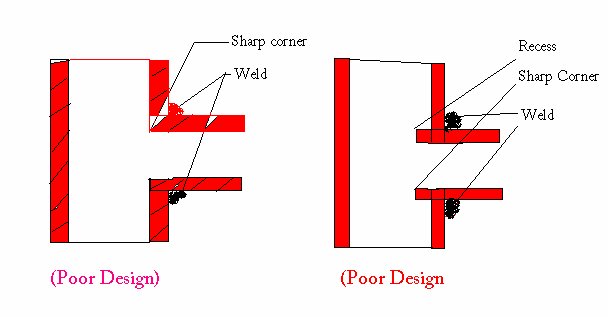 Sharp corner
Weld
(Poor Design)
Recess
Sharp Corner
Weld
(Poor Design